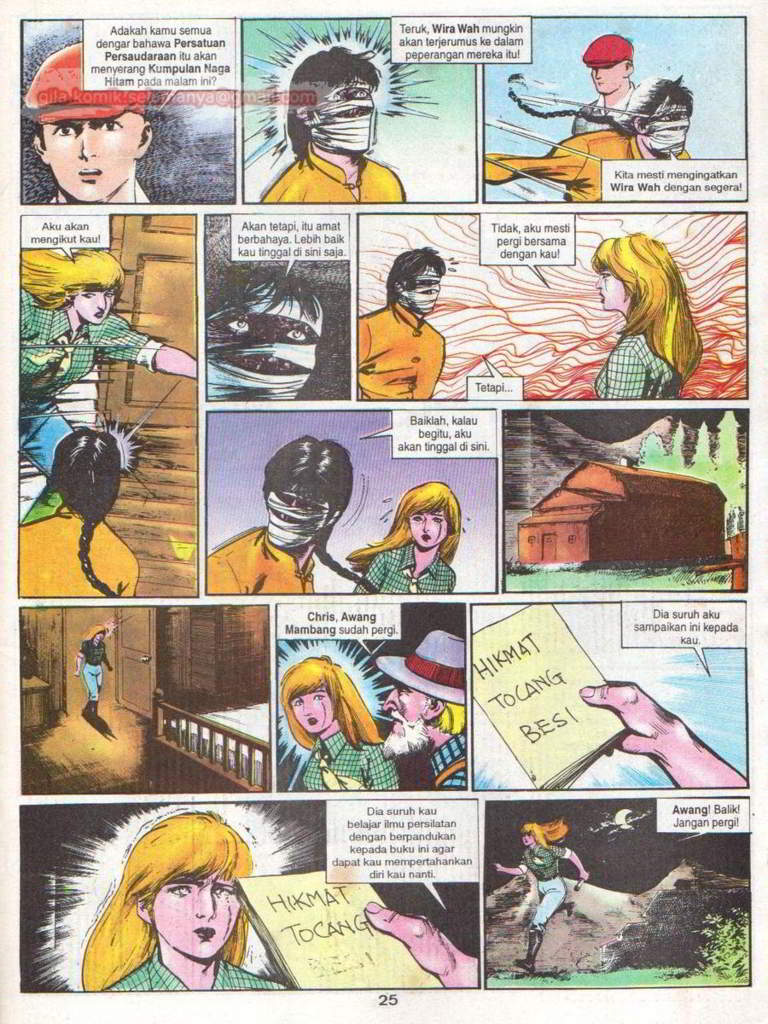 Adakah kamu semua
dengar bahawa Persatuan
Persaudaraan itu akan
menyerang Kumpulan Naga
Hitam pada malam ini?
Teruk, Wira Wah mungkin
akan terjerumus ke dalam
peperangan mereka itu!
Kita mesti mengingatkan
Wira Wah dengan segera!
Aku akan
mengikut kau!
Akan tetapi, itu amat
berbahaya. Lebih baik
kau tinggal di sini saja.
Tidak, aku mesti
pergi bersama
dengan kau!
Tetapi...
Baiklah, kalau
begitu, aku
akan tinggal di sini.
Chris, Awang
Mambang sudah pergi.
HIKMAT
TOCANG
BESI
Dia suruh aku
sampaikan ini kepada
kau.
Dia suruh kau
belajar ilmu persilatan
dengan berpandukan
kepada buku ini agar
dapat kau mempertahankan
diri kau nanti.
HIKMAT
TOCANG
BESI
Awang! Balik!
Jangan pergi!
25